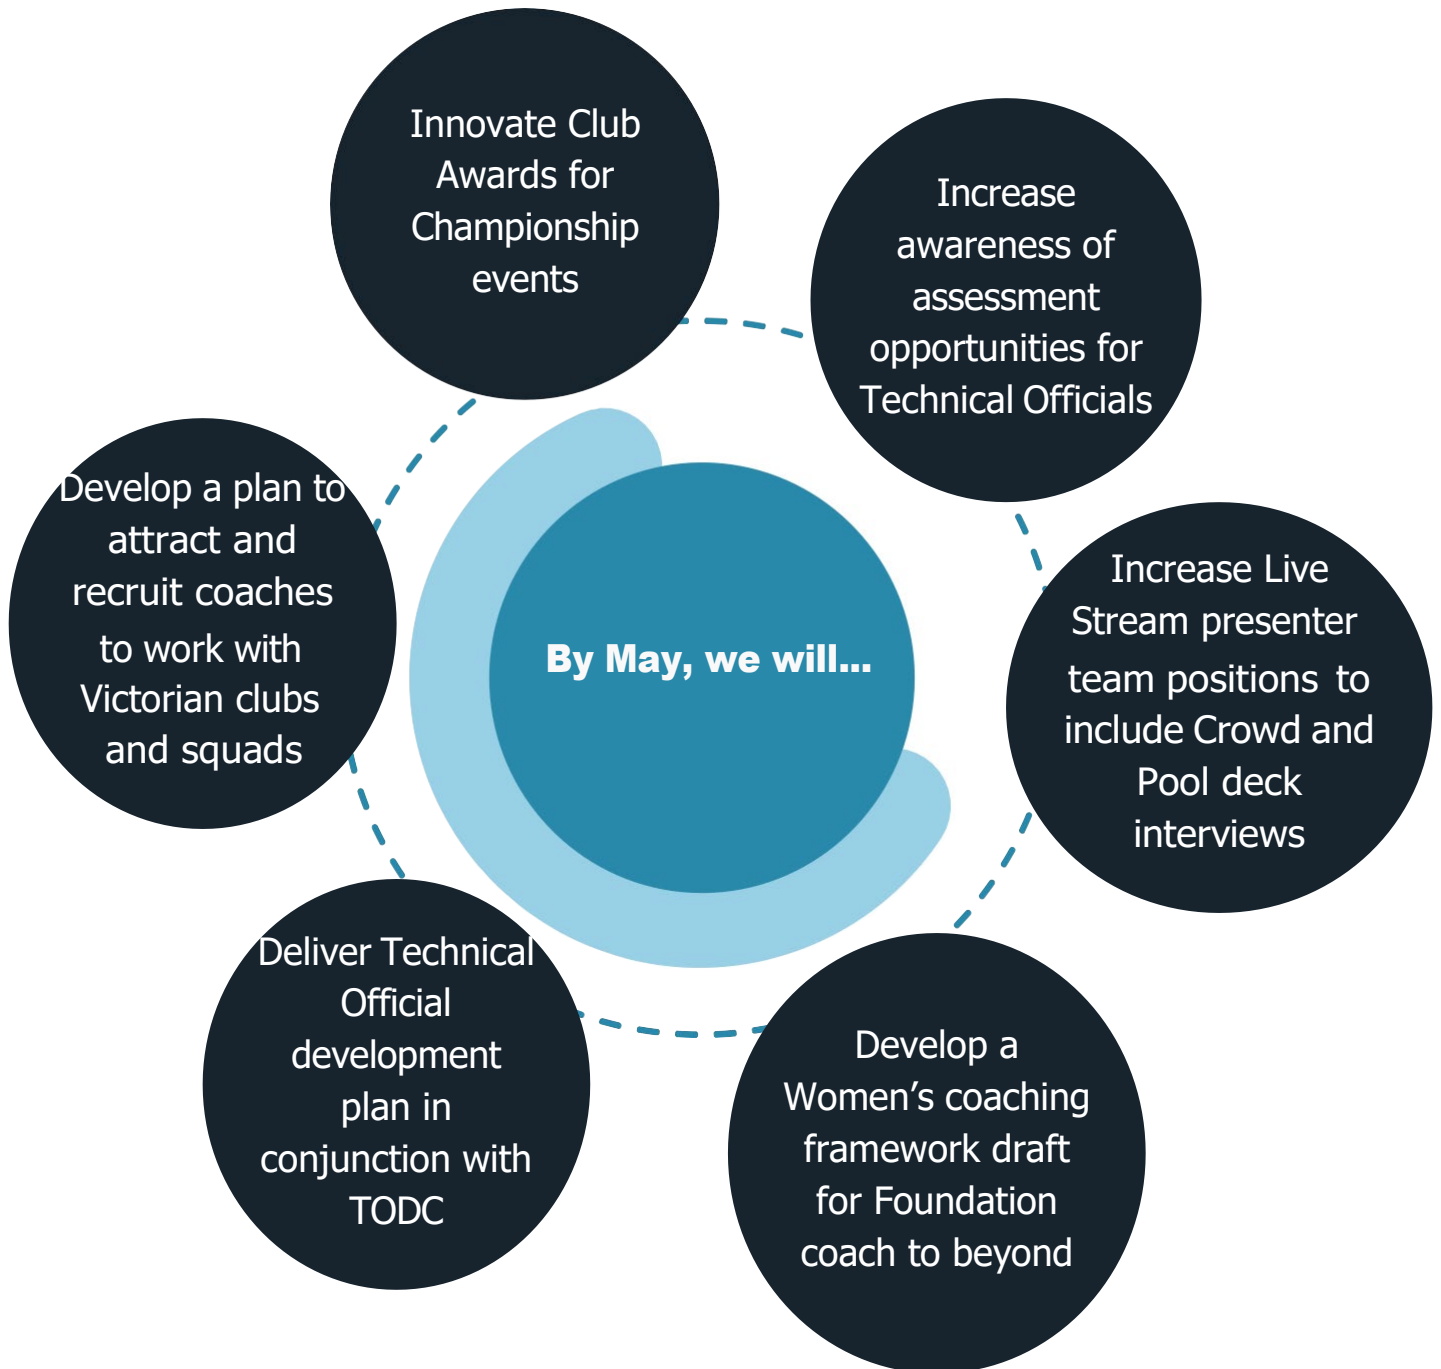 Innovate Club
Awards for
Championship
events
Increase
awareness of
assessment
opportunities for
Technical Officials
Increase Live
Stream presenter
team positions to
include Crowd and
Pool deck
interviews
Develop a
Women’s coaching
framework draft
for Foundation
coach to beyond
Deliver Technical
Official
development
plan in
conjunction with
TODC
Develop a plan to
attract and
recruit coaches
to work with
Victorian clubs
and squads
By May, we will...